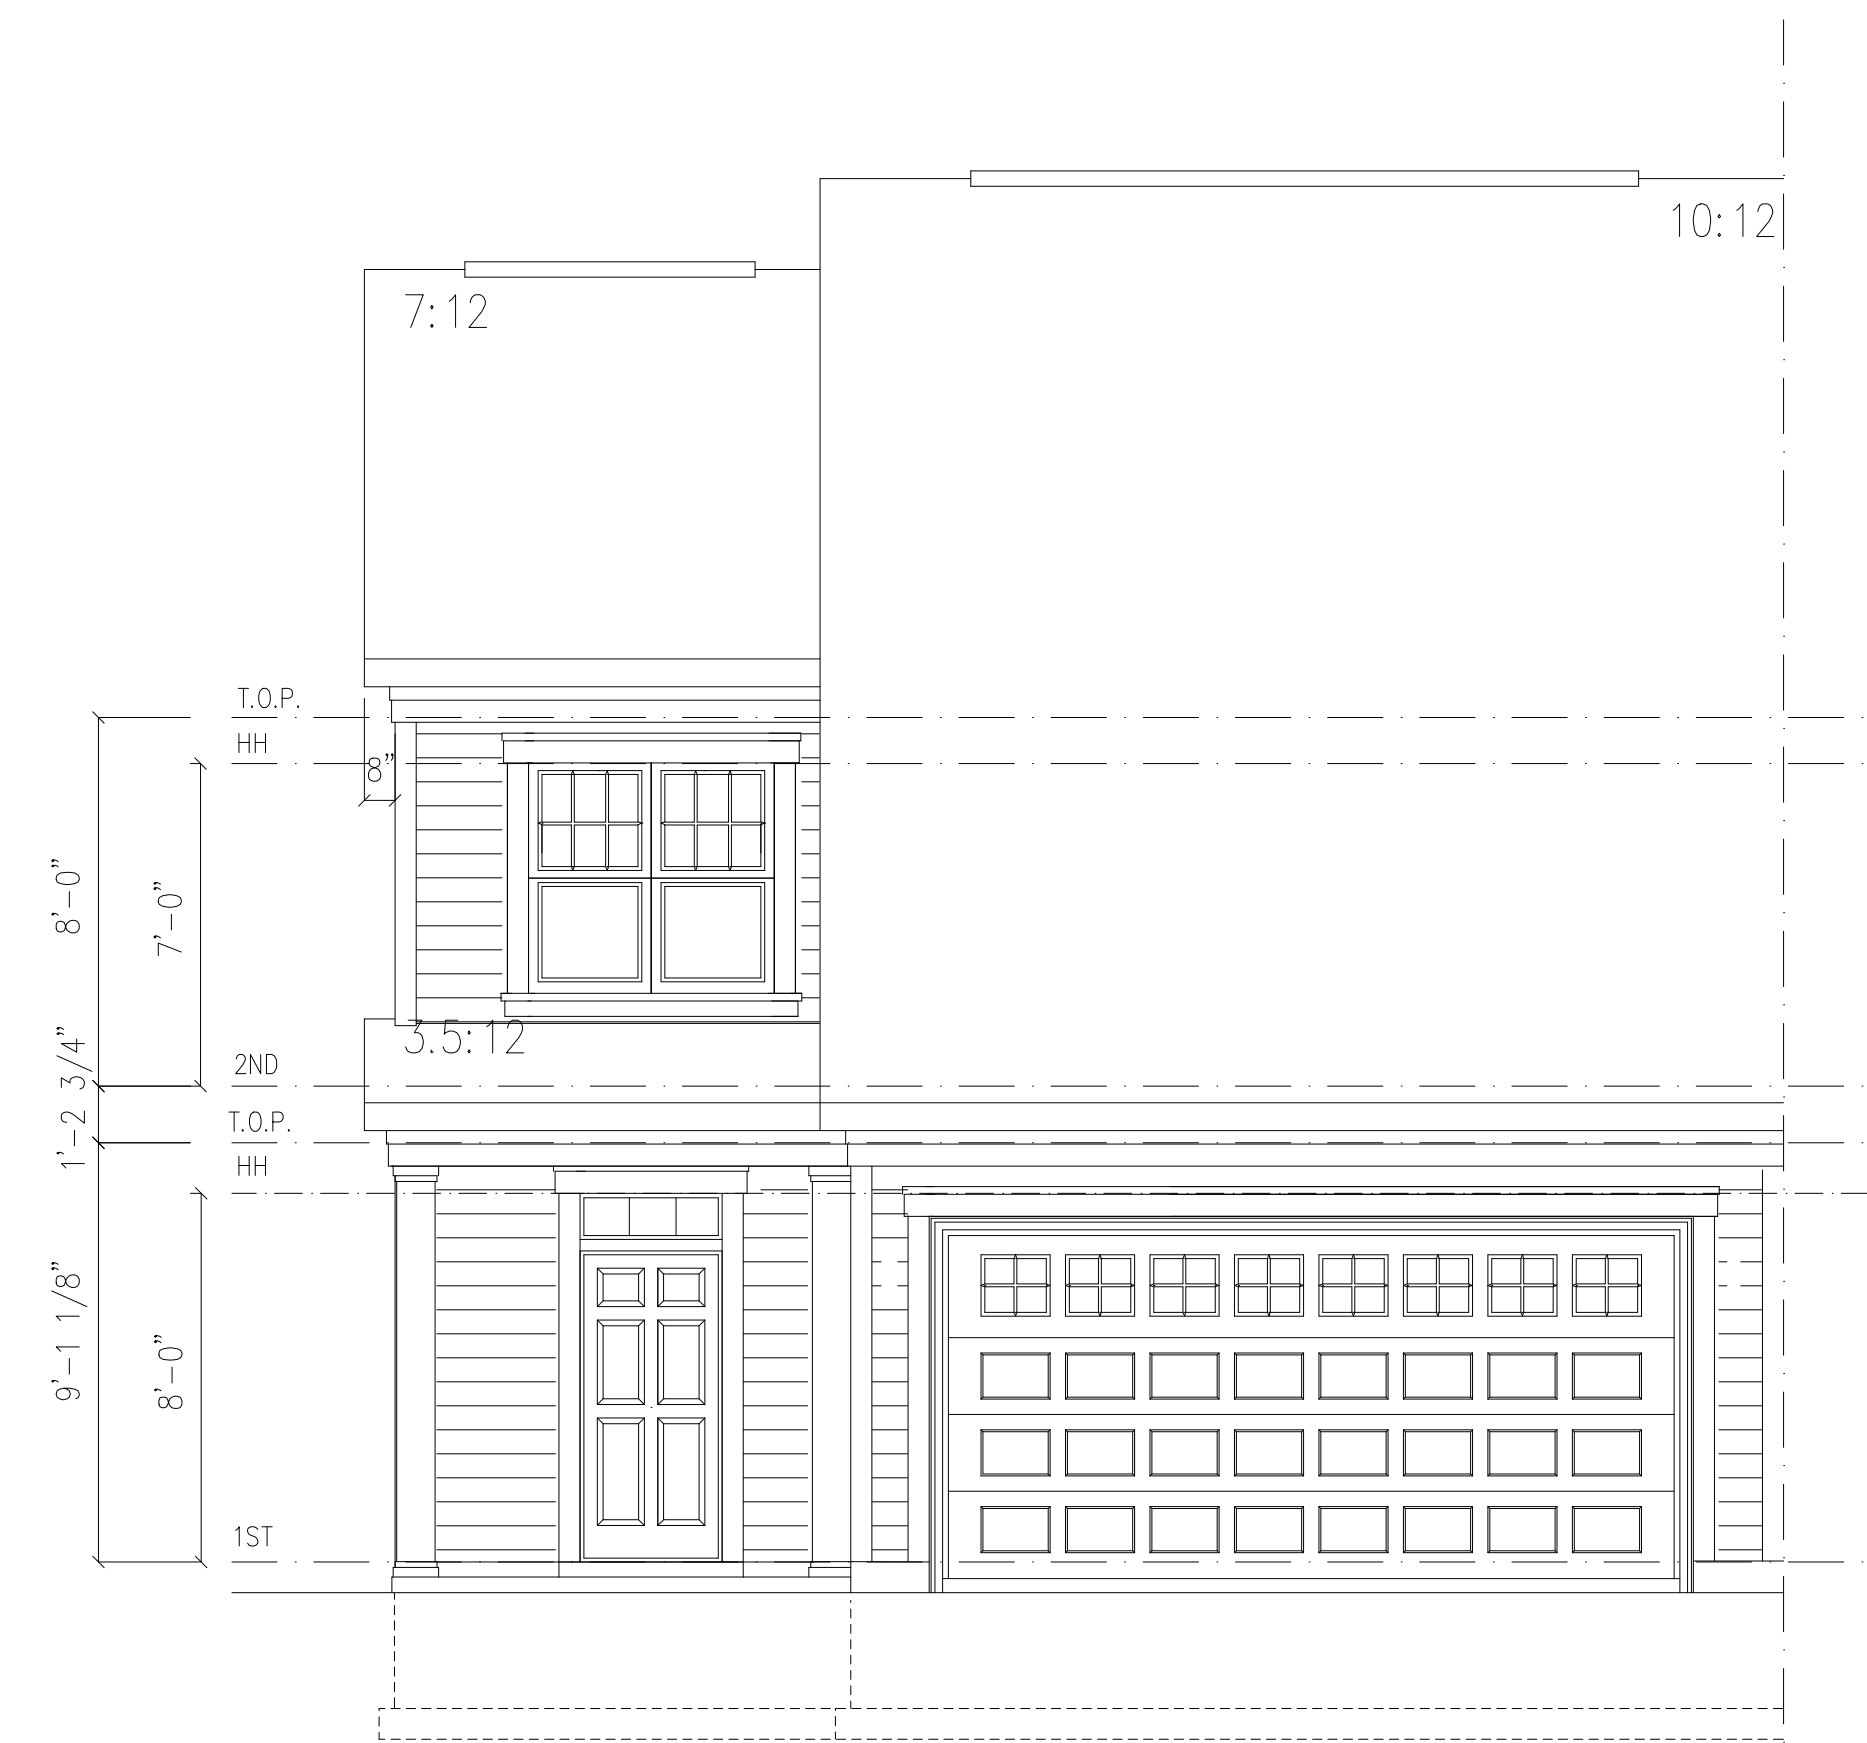 10:12
7:12
T.O.P.
HH
8"
8'-0"
7'-0"
3.5:12
2ND
1'-2 3/4"
T.O.P.
HH
9'-1 1/8"
8'-0"
1ST